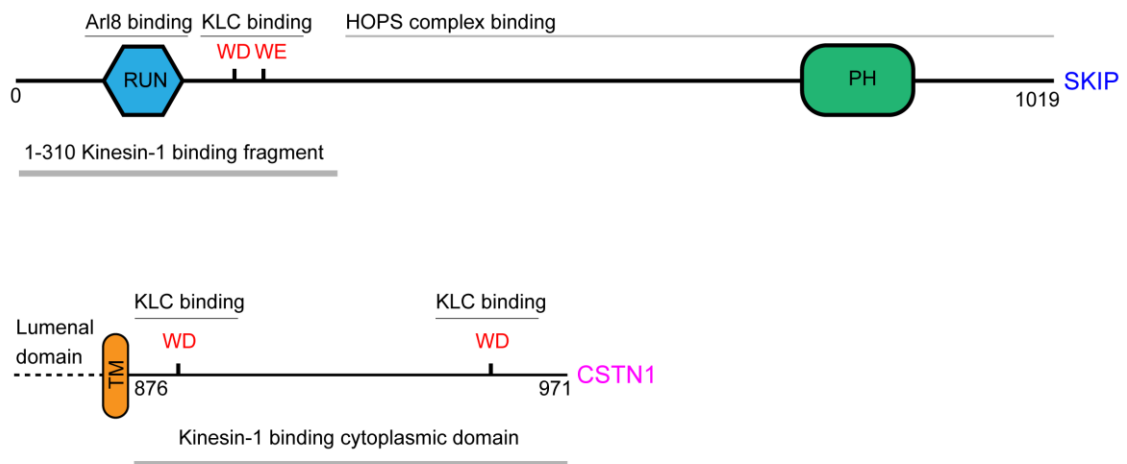 Arl8 binding KLC binding HOPS complex binding
WD WE
RUN PH SKIP
0 1019
1-310 Kinesin-1 binding fragment
KLC binding KLC binding
Lumenal
domain
WD WD
TM CSTN1
876 971
Kinesin-1 binding cytoplasmic domain